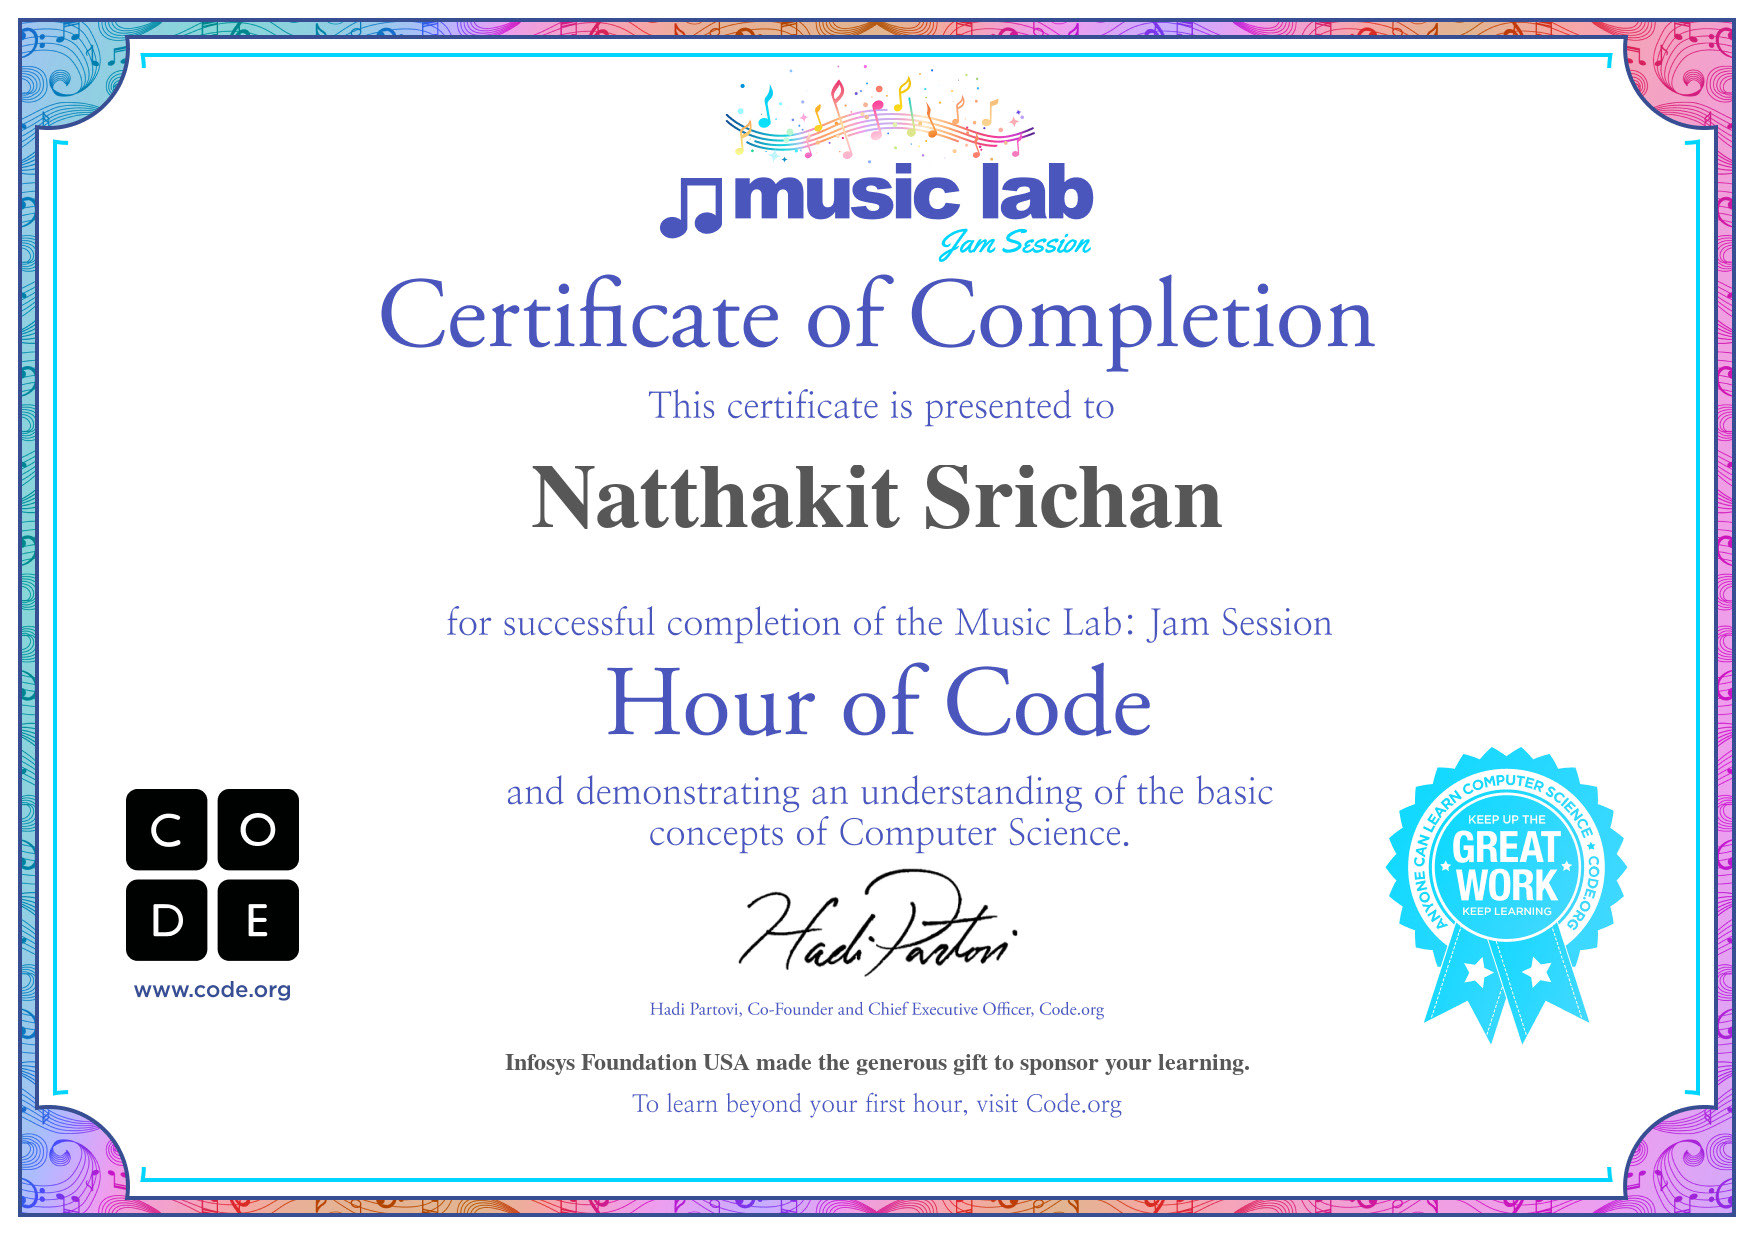 music lab
Jam Session
Certificate of Completion
This certificate is presented to
Natthakit Srichan
for successful completion of the Music Lab: Jam Session
Hour of Code
and demonstrating an understanding of the basic
concepts of Computer Science.
C O
D E
www.code.org
ANYONE CAN LEARN COMPUTER SCIENCE ★ CODE.ORG
KEEP UP THE
GREAT
WORK
KEEP LEARNING
Hadi Partovi
Hadi Partovi, Co-Founder and Chief Executive Officer, Code.org
Infosys Foundation USA made the generous gift to sponsor your learning.
To learn beyond your first hour, visit Code.org